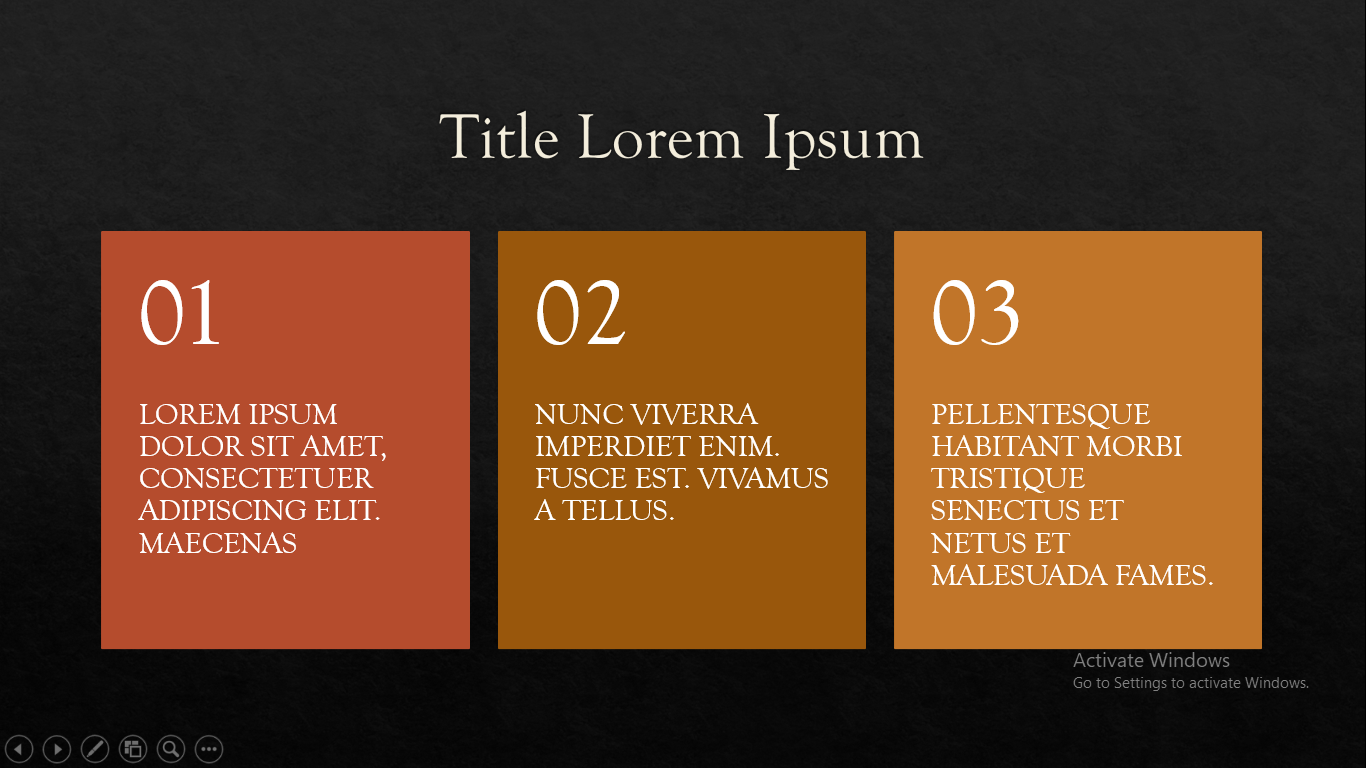 Title Lorem Ipsum
01
LOREM IPSUM
DOLOR SIT AMET,
CONSECTETUER
ADIPISCING ELIT.
MAECENAS
02
NUNC VIVERRA
IMPERDIET ENIM.
FUSCE EST. VIVAMUS
A TELLUS.
03
PELLENTESQUE
HABITANT MORBI
TRISTIQUE
SENECTUS ET
NETUS ET
MALESUADA FAMES.
Activate Windows
Go to Settings to activate Windows.